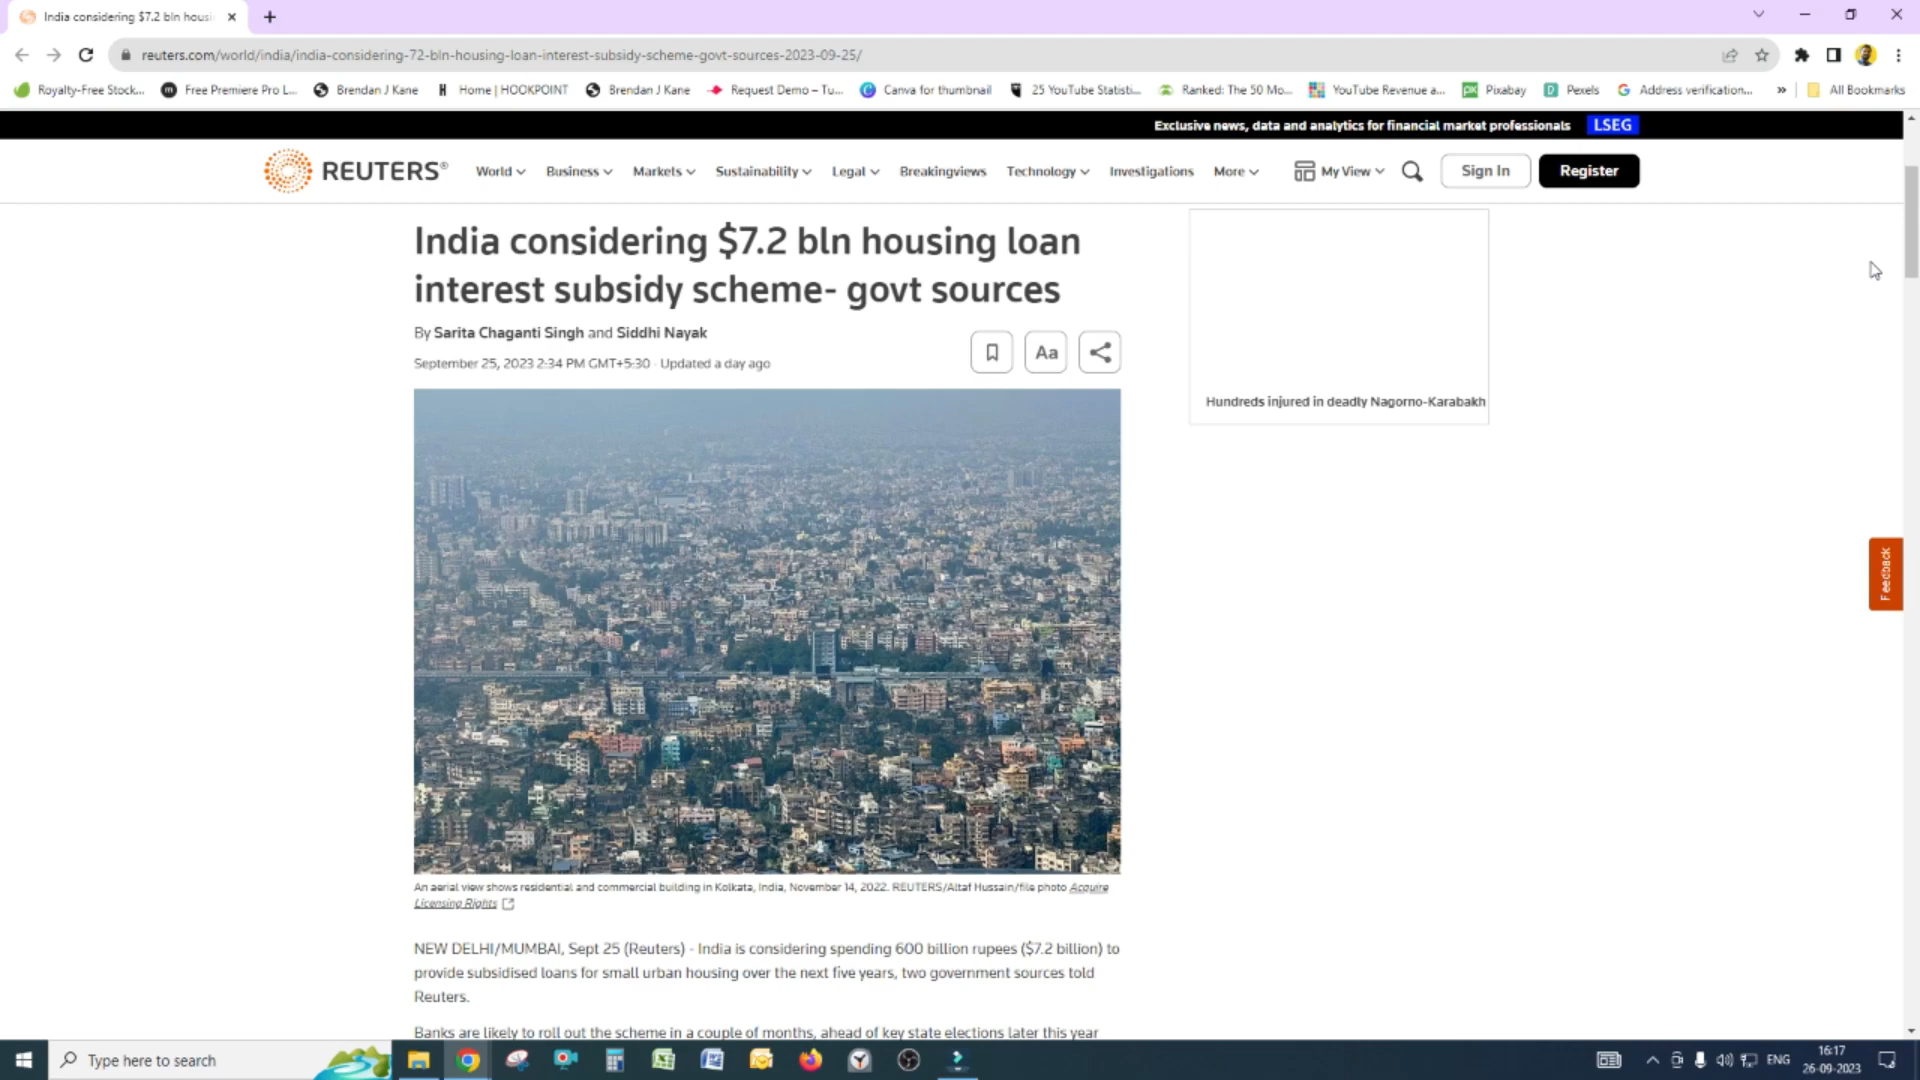 India considering $7.2 bln housi
reuters.com/world/india/india-considering-72-bln-housing-loan-interest-subsidy-scheme-govt-sources-2023-09-25/
Royalty-Free Stock... Free Premiere Pro L... Brendan J Kane Home | HOOKPOINT Brendan J Kane Request Demo – Tu... Canva for thumbnail 25 YouTube Statisti... Ranked: The 50 Mo... YouTube Revenue a... Pixabay Pexels Address verification... » All Bookmarks
Exclusive news, data and analytics for financial market professionals LSEG
REUTERS® World Business Markets Sustainability Legal Breakingviews Technology Investigations More My View Sign In Register
India considering $7.2 bln housing loan
interest subsidy scheme- govt sources
By Sarita Chaganti Singh and Siddhi Nayak
September 25, 2023 2:34 PM GMT+5:30 · Updated a day ago
Aa
Hundreds injured in deadly Nagorno-Karabakh
Feedback
An aerial view shows residential and commercial building in Kolkata, India, November 14, 2022. REUTERS/Altaf Hussain/file photo Acquire
Licensing Rights
NEW DELHI/MUMBAI, Sept 25 (Reuters) - India is considering spending 600 billion rupees ($7.2 billion) to
provide subsidised loans for small urban housing over the next five years, two government sources told
Reuters.
Banks are likely to roll out the scheme in a couple of months, ahead of key state elections later this year
Type here to search
ENG
16:17
26-09-2023